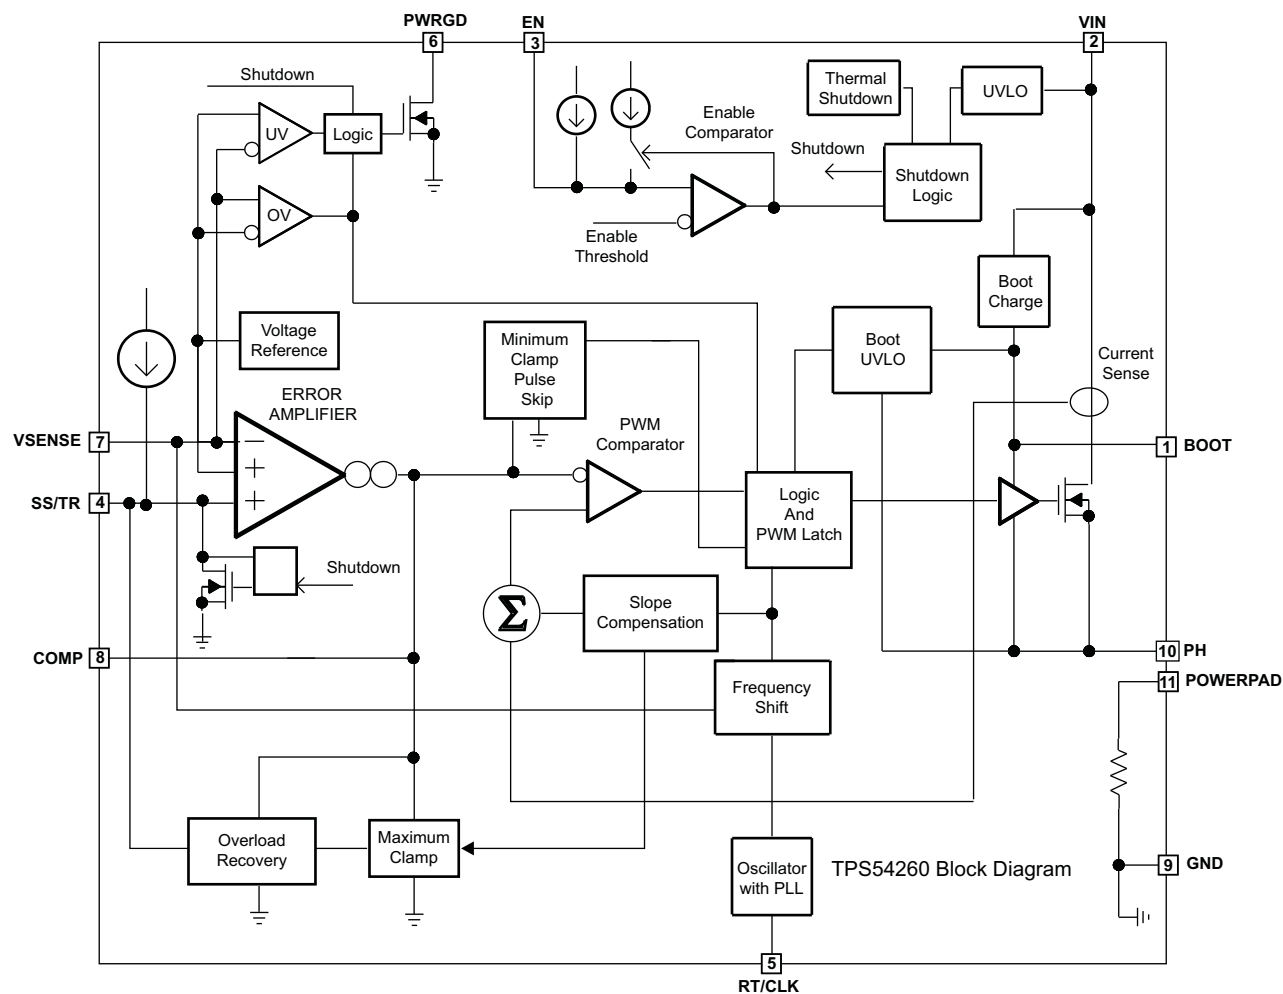 PWRGD
EN
VIN
6
3
2
Shutdown
Thermal
Shutdown
UVLO
Enable
Comparator
UV
Logic
Shutdown
Shutdown
Logic
OV
Enable
Threshold
Boot
Charge
Voltage
Reference
Minimum
Clamp
Pulse
Skip
Boot
UVLO
Current
Sense
ERROR
AMPLIFIER
PWM
Comparator
VSENSE
7
1
BOOT
SS/TR
4
Logic
And
PWM Latch
Shutdown
Σ
Slope
Compensation
COMP
8
10
PH
11
POWERPAD
Frequency
Shift
Overload
Recovery
Maximum
Clamp
Oscillator
with PLL
TPS54260 Block Diagram
9
GND
5
RT/CLK